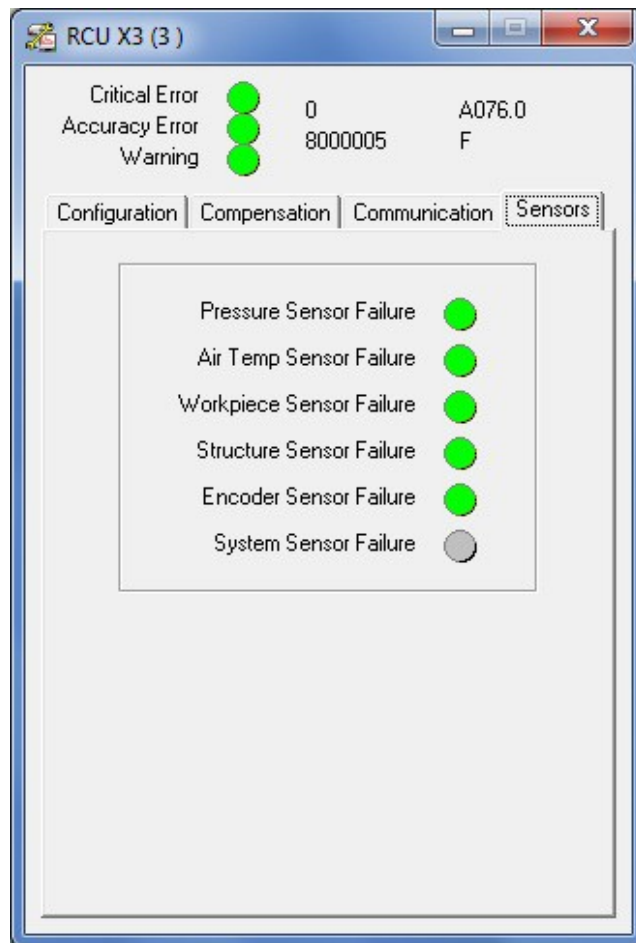 RCU X3 (3 )
Critical Error
0 A076.0
Accuracy Error
8000005 F
Warning
Configuration Compensation Communication Sensors
Pressure Sensor Failure
Air Temp Sensor Failure
Workpiece Sensor Failure
Structure Sensor Failure
Encoder Sensor Failure
System Sensor Failure